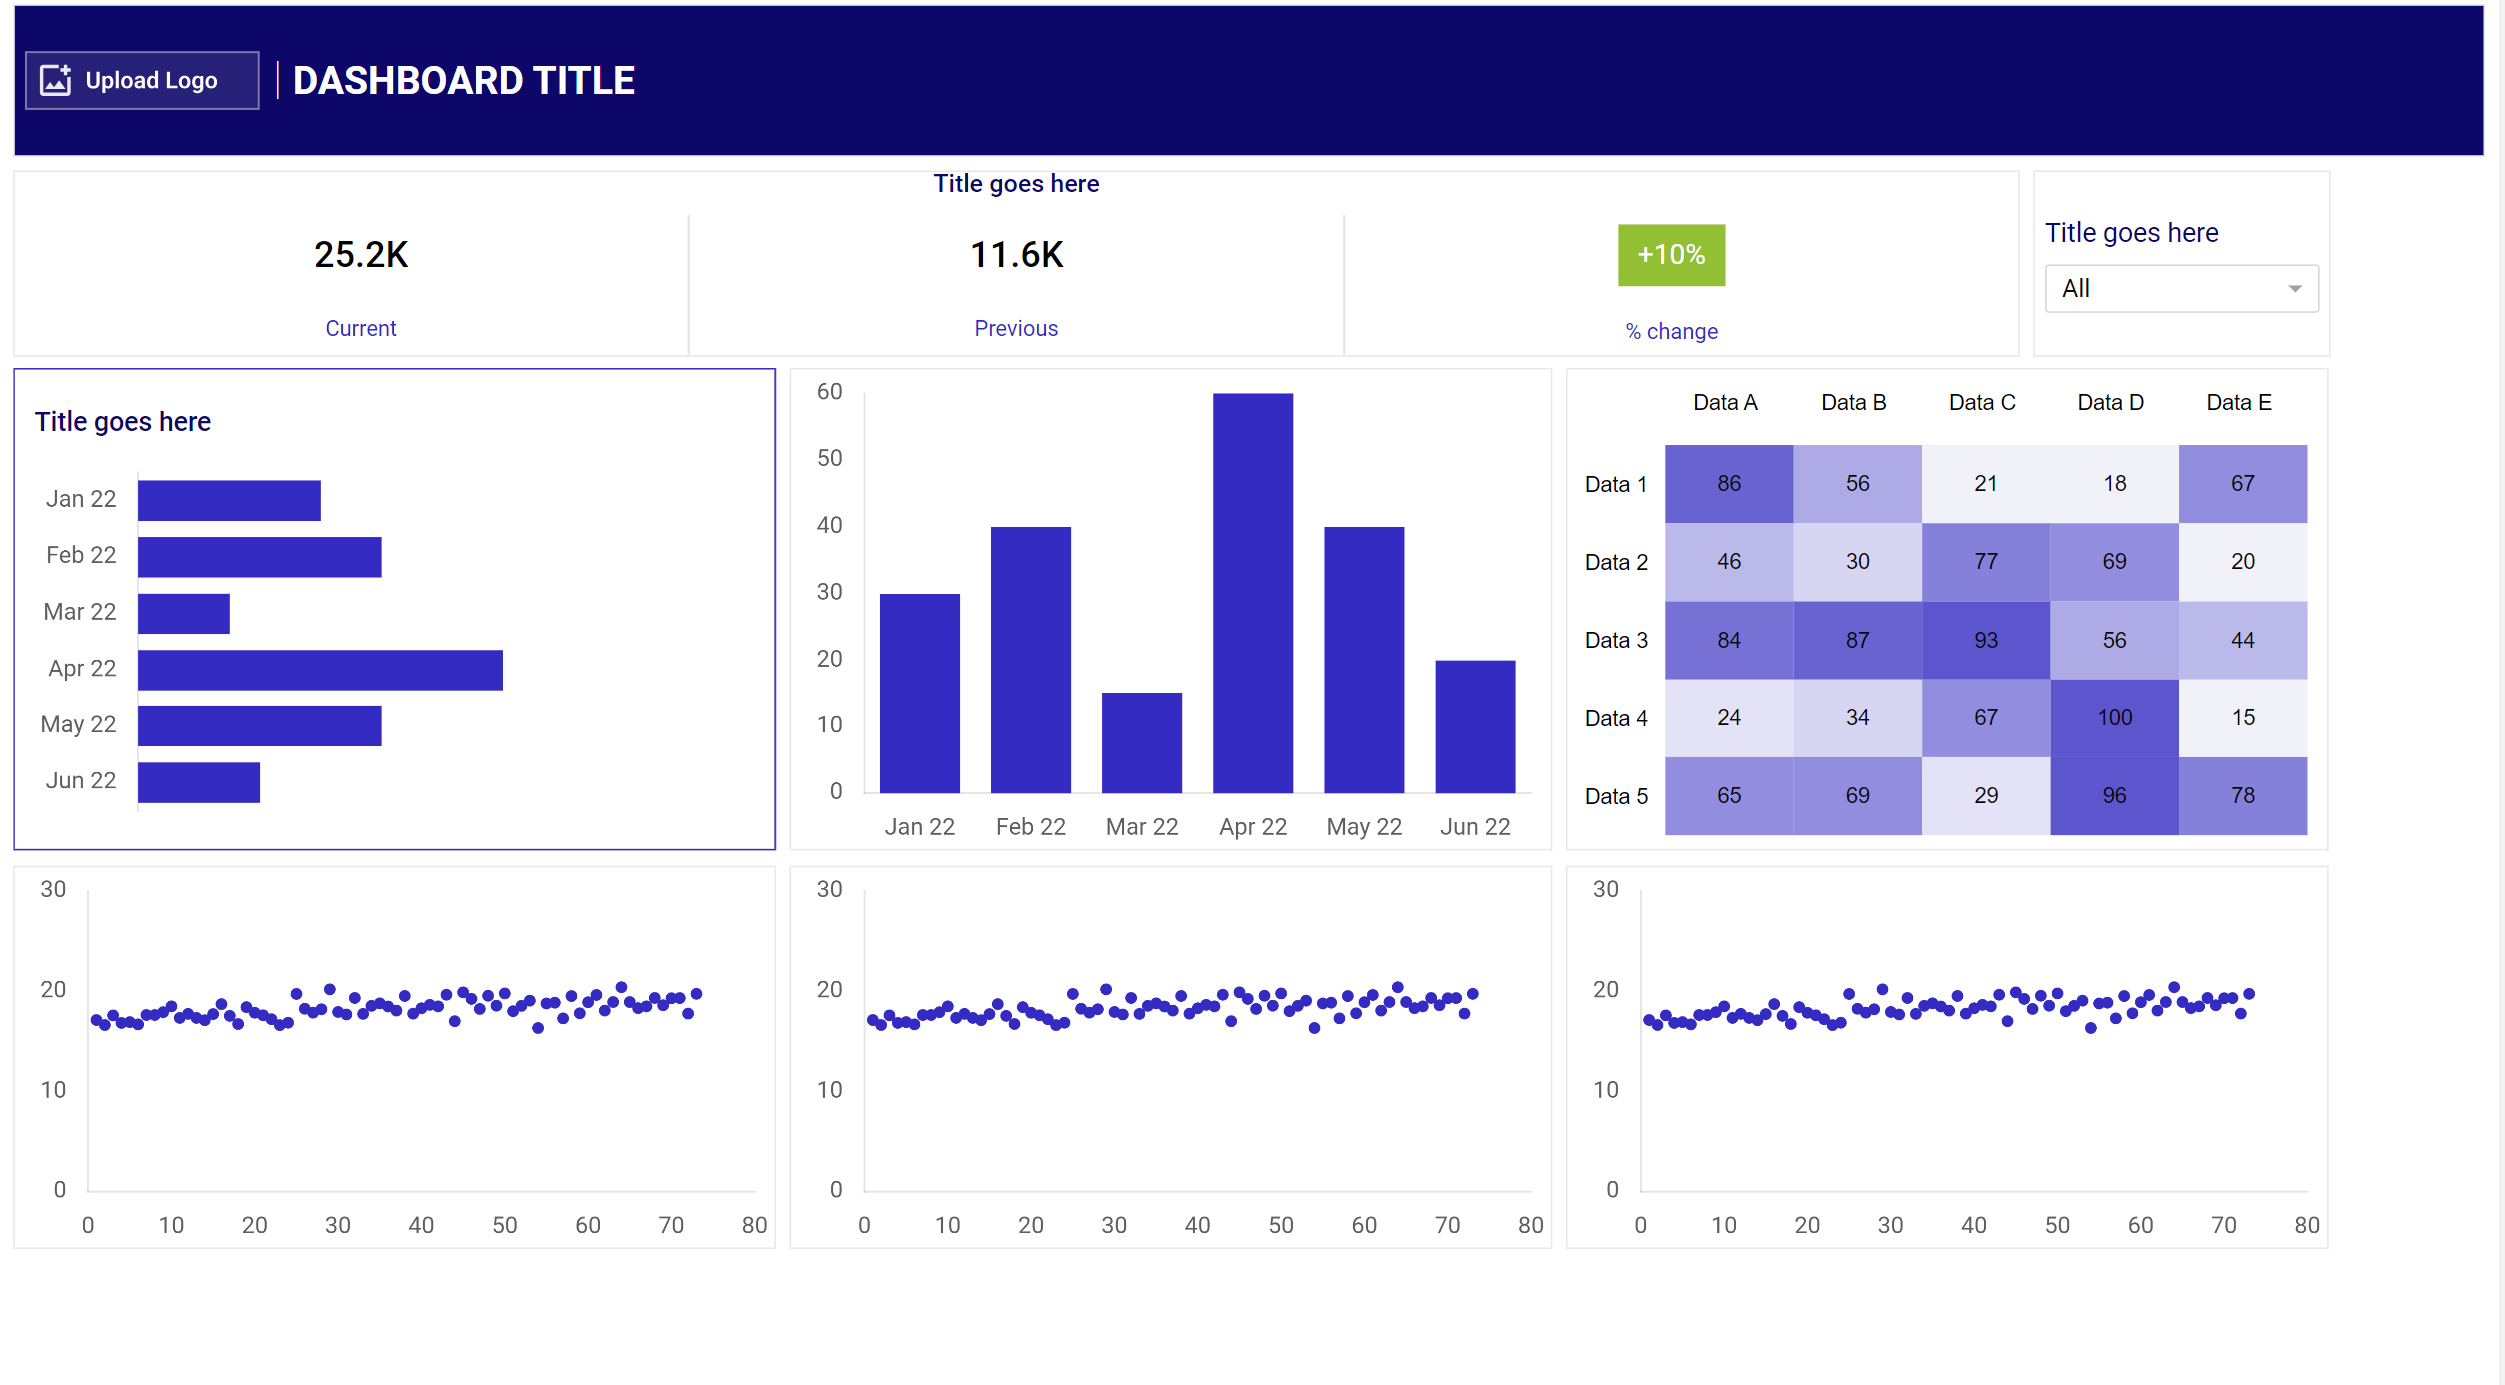 Upload Logo
DASHBOARD TITLE
Title goes here
25.2K
11.6K
+10%
Current
Previous
% change
Title goes here
All
Title goes here
Jan 22
Feb 22
Mar 22
Apr 22
May 22
Jun 22
60
50
40
30
20
10
0
Jan 22 Feb 22 Mar 22 Apr 22 May 22 Jun 22
Data A Data B Data C Data D Data E
Data 1 86 56 21 18 67
Data 2 46 30 77 69 20
Data 3 84 87 93 56 44
Data 4 24 34 67 100 15
Data 5 65 69 29 96 78
30
20
10
0
0 10 20 30 40 50 60 70 80
30
20
10
0
0 10 20 30 40 50 60 70 80
30
20
10
0
0 10 20 30 40 50 60 70 80